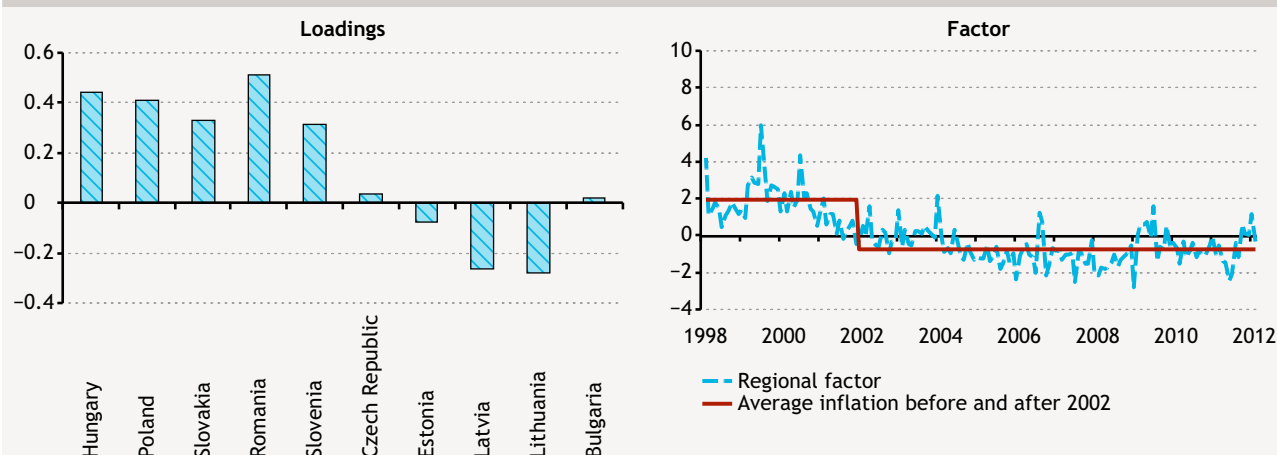 Loadings
0.6
0.4
0.2
0
−0.2
−0.4
Hungary
Poland
Slovakia
Romania
Slovenia
Czech Republic
Estonia
Latvia
Lithuania
Bulgaria
Factor
10
8
6
4
2
0
−2
−4
1998 2000 2002 2004 2006 2008 2010 2012
Regional factor
Average inflation before and after 2002